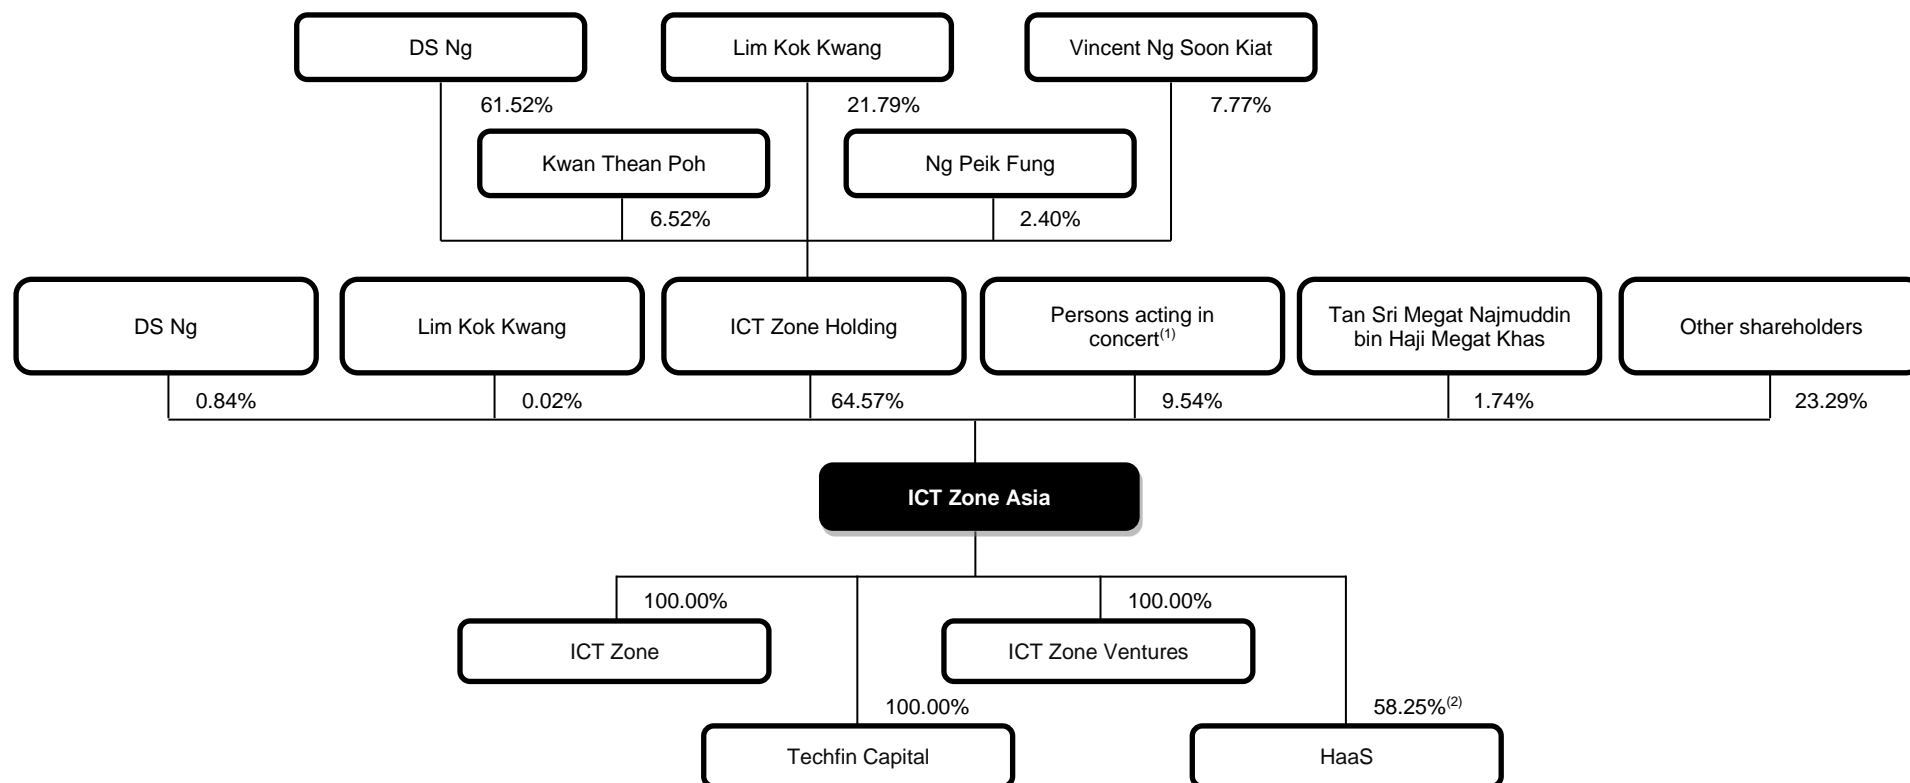 DS Ng
Lim Kok Kwang
Vincent Ng Soon Kiat
61.52%
21.79%
7.77%
Kwan Thean Poh
Ng Peik Fung
6.52%
2.40%
DS Ng
Lim Kok Kwang
ICT Zone Holding
Persons acting in
concert(1)
Tan Sri Megat Najmuddin
bin Haji Megat Khas
Other shareholders
0.84%
0.02%
64.57%
9.54%
1.74%
23.29%
ICT Zone Asia
100.00%
100.00%
ICT Zone
ICT Zone Ventures
100.00%
58.25%(2)
Techfin Capital
HaaS